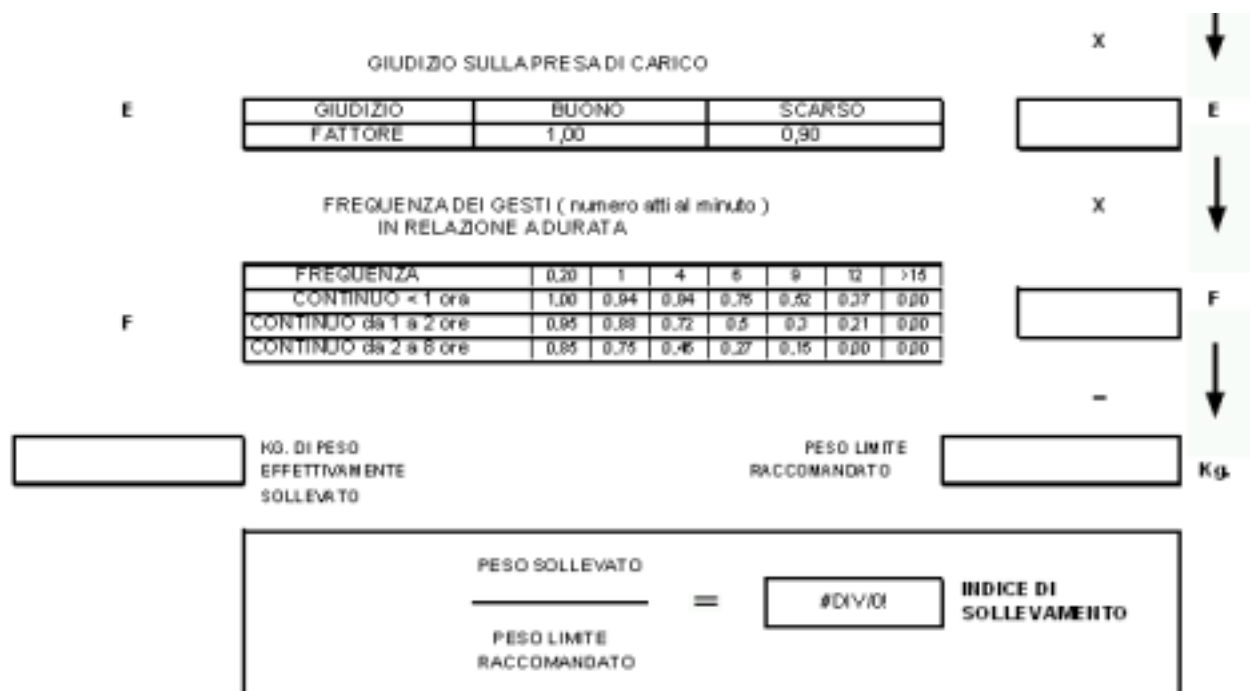 X
GIUDIZIO SULLA PRESA DI CARICO
E GIUDIZIO BUONO SCARSO E
FATTORE 1,00 0,90
FREQUENZA DEI GESTI ( numero atti al minuto ) X
IN RELAZIONE A DURATA
FREQUENZA 0,20 1 4 6 9 12 >15
CONTINUO < 1 ora 1,00 0,94 0,84 0,75 0,52 0,37 0,00 F
F CONTINUO da 1 a 2 ore 0,95 0,88 0,72 0,5 0,3 0,21 0,00
CONTINUO da 2 a 8 ore 0,85 0,75 0,45 0,27 0,15 0,00 0,00
=
KG. DI PESO PESO LIMITE
EFFETTIVAMENTE RACCOMANDATO Kg.
SOLLEVATO
PESO SOLLEVATO
= #DIV/0! INDICE DI
SOLLEVAMENTO
PESO LIMITE
RACCOMANDATO